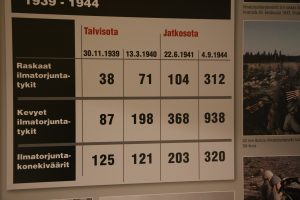 1939 - 1944
Talvisota Jatkosota
30.11.1939 13.3.1940 22.6.1941 4.9.1944
Raskaat
ilmatorjunta-
tykit
38 71 104 312
Kevyet
ilmatorjunta-
tykit
87 198 368 938
Ilmatorjunta-
konekiväärit
125 121 203 320